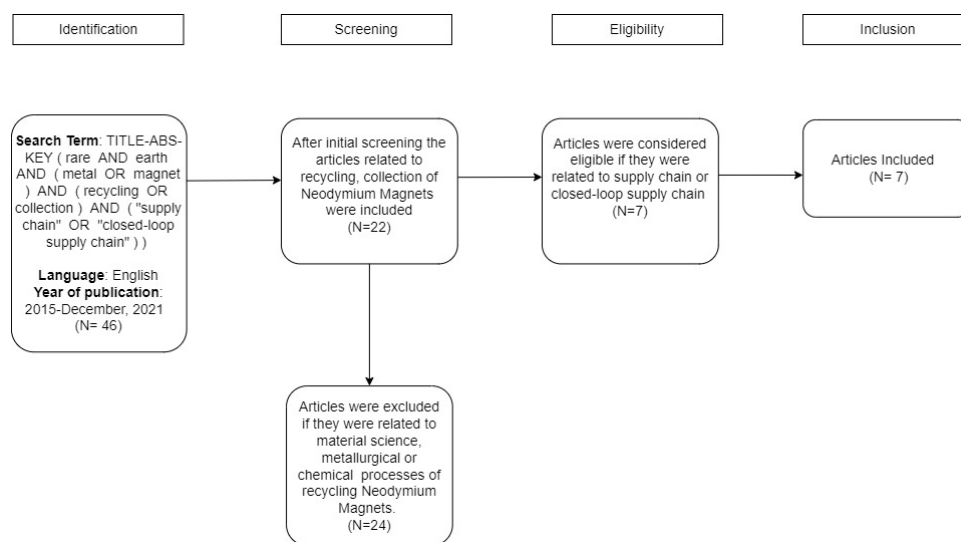 Identification
Screening
Eligibility
Inclusion
Search Term: TITLE-ABS-
KEY ( rare AND earth
AND ( metal OR magnet
) AND ( recycling OR
collection ) AND ( "supply
chain" OR "closed-loop
supply chain" ) )
Language: English
Year of publication:
2015-December, 2021
(N= 46)
After initial screening the
articles related to
recycling, collection of
Neodymium Magnets
were included
(N=22)
Articles were considered
eligible if they were
related to supply chain or
closed-loop supply chain
(N=7)
Articles Included
(N= 7)
Articles were excluded
if they were related to
material science,
metallurgical or
chemical processes of
recycling Neodymium
Magnets.
(N=24)